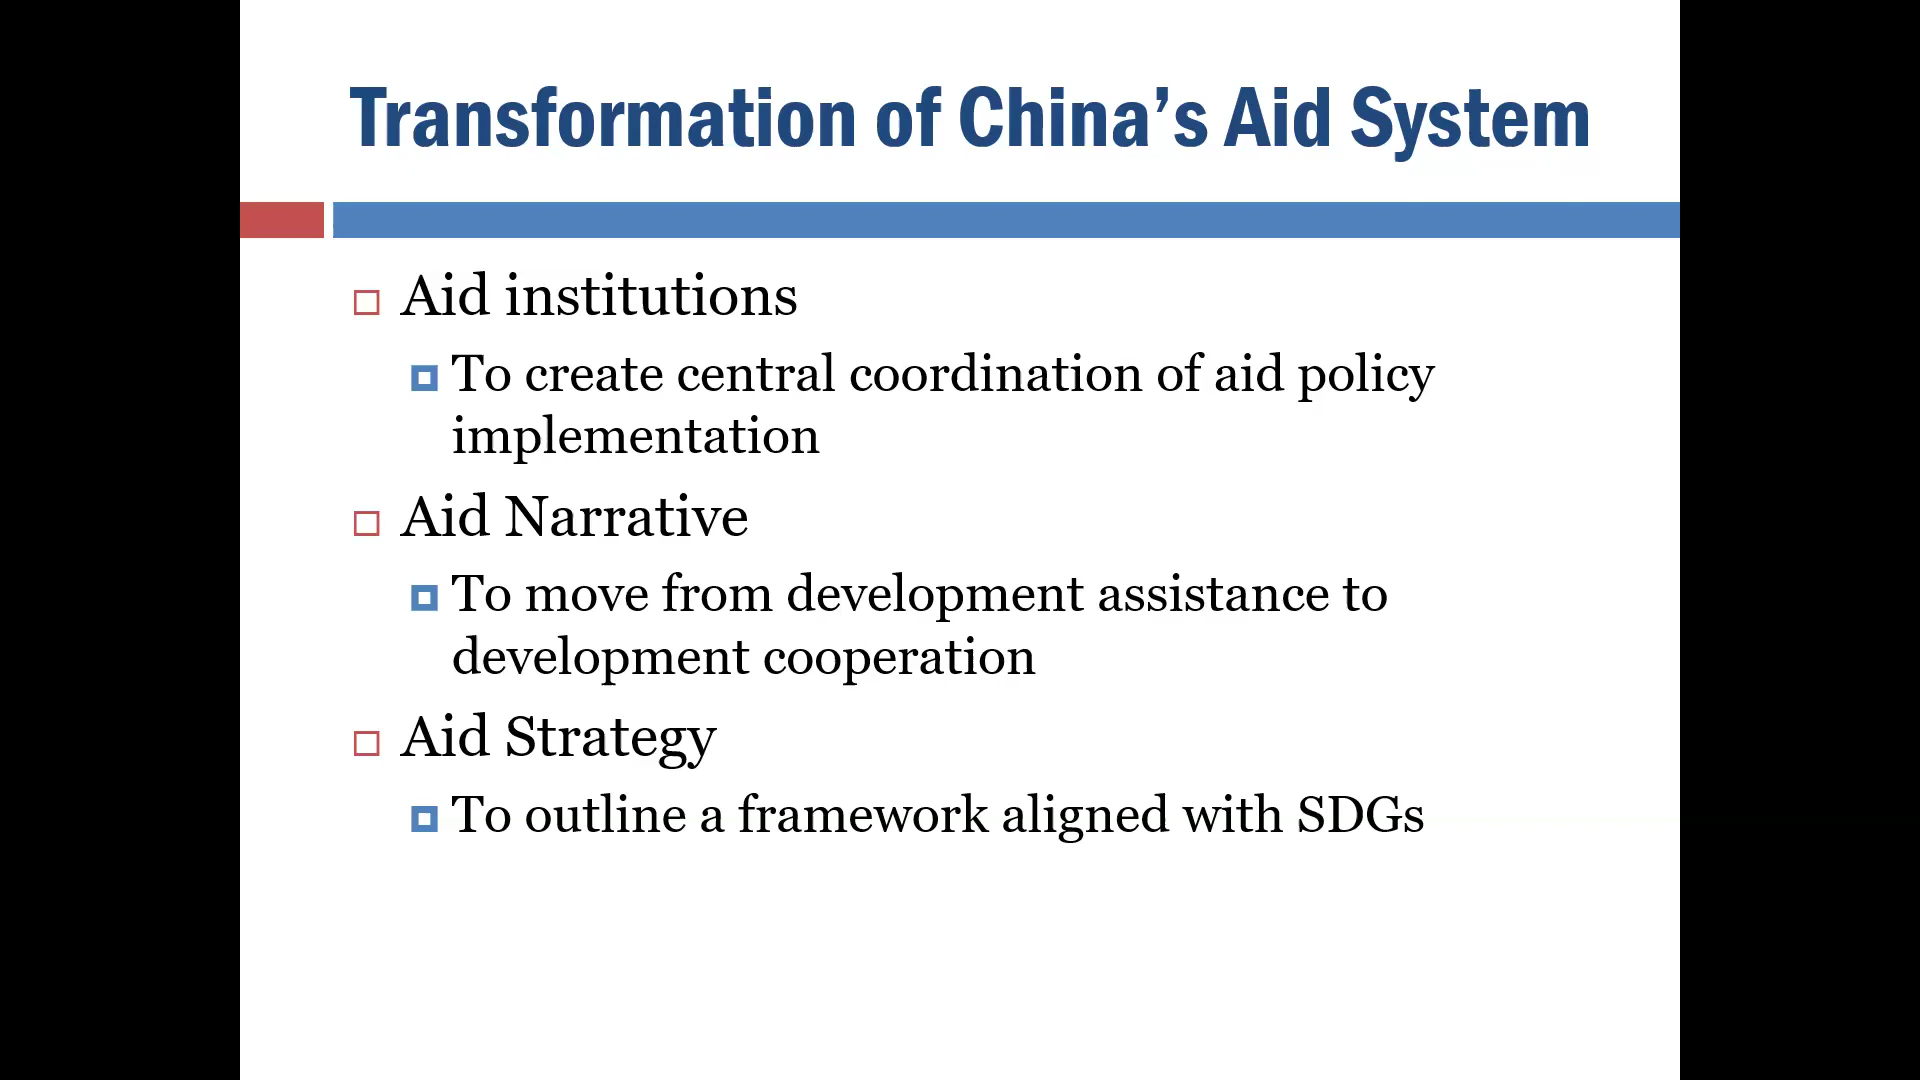 Transformation of China’s Aid System
Aid institutions
To create central coordination of aid policy
implementation
Aid Narrative
To move from development assistance to
development cooperation
Aid Strategy
To outline a framework aligned with SDGs